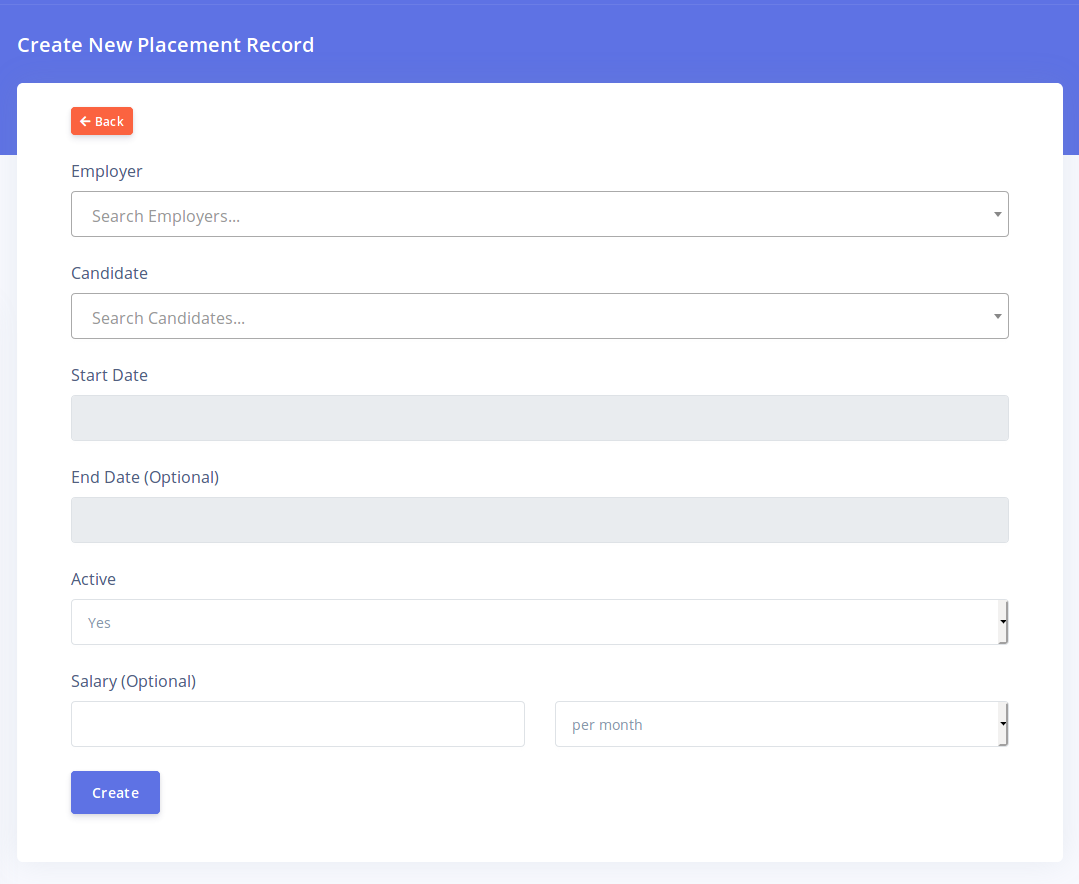 Create New Placement Record
Back
Employer
Search Employers...
Candidate
Search Candidates...
Start Date
End Date (Optional)
Active
Yes
Salary (Optional)
per month
Create